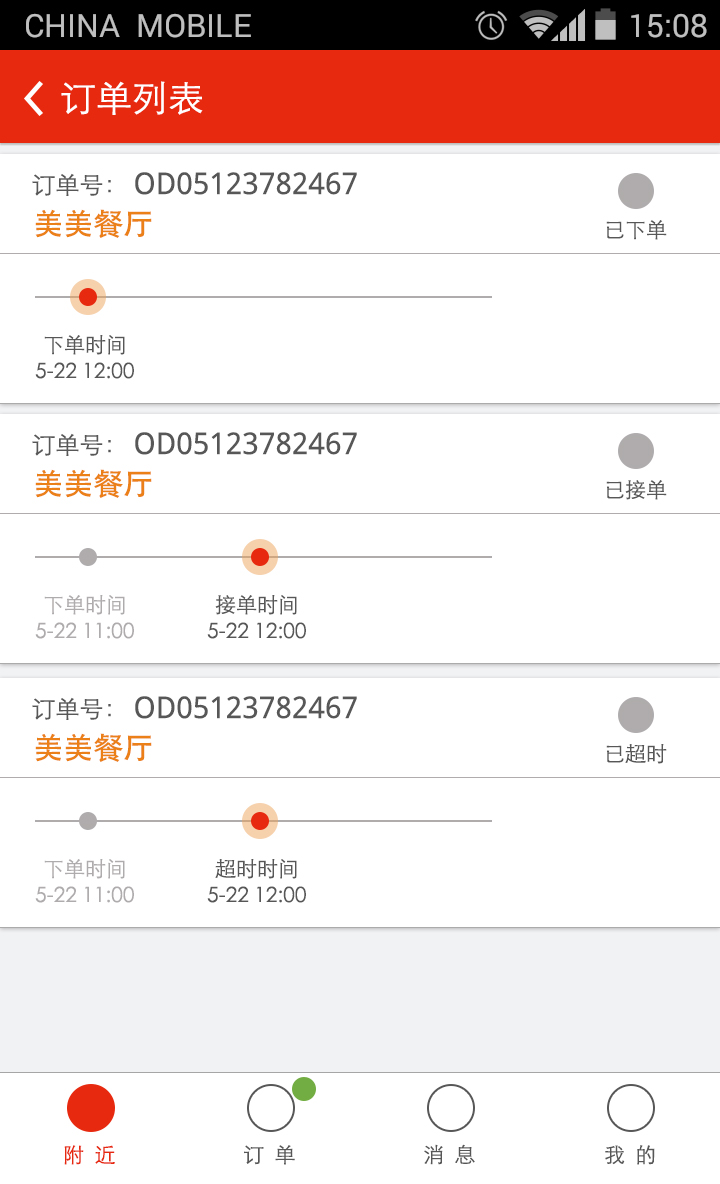 CHINA MOBILE 15:08
订单列表
订单号： OD05123782467
美美餐厅
已下单
下单时间
5-22 12:00
订单号： OD05123782467
美美餐厅
已接单
下单时间 接单时间
5-22 11:00 5-22 12:00
订单号： OD05123782467
美美餐厅
已超时
下单时间 超时时间
5-22 11:00 5-22 12:00
附近 订单 消息 我的